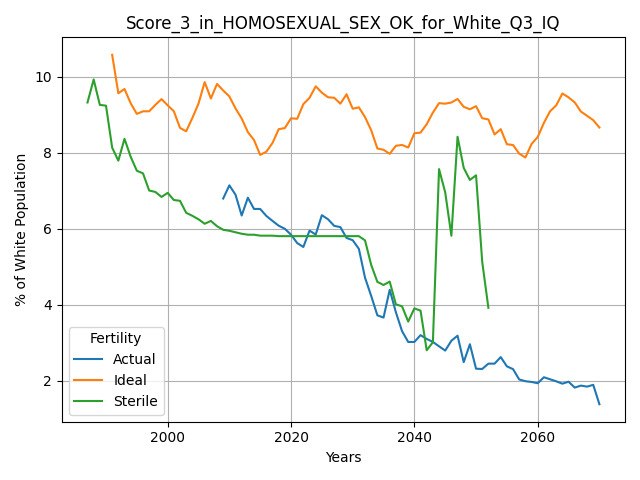 Score_3_in_HOMOSEXUAL_SEX_OK_for_White_Q3_IQ
% of White Population
10
8
6
4
2
Fertility
Actual
Ideal
Sterile
2000
2020
2040
2060
Years